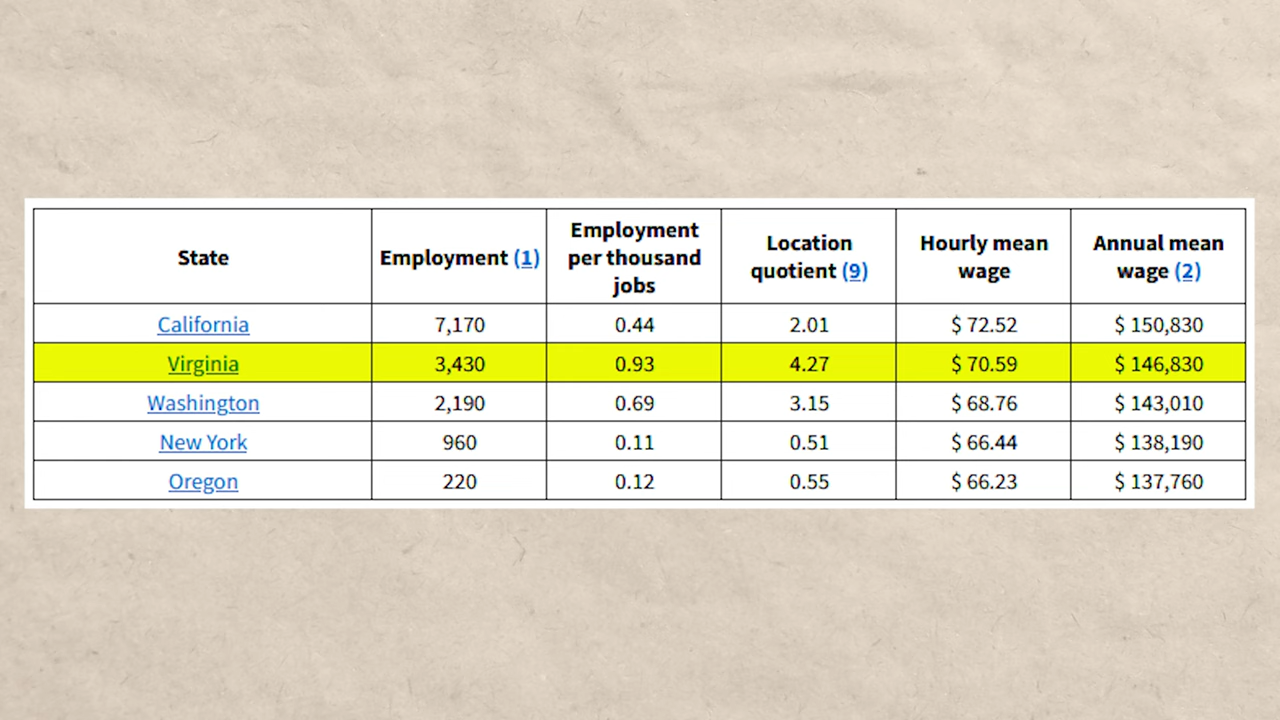 State Employment (1) Employment per thousand jobs Location quotient (9) Hourly mean wage Annual mean wage (2)
California 7,170 0.44 2.01 $ 72.52 $ 150,830
Virginia 3,430 0.93 4.27 $ 70.59 $ 146,830
Washington 2,190 0.69 3.15 $ 68.76 $ 143,010
New York 960 0.11 0.51 $ 66.44 $ 138,190
Oregon 220 0.12 0.55 $ 66.23 $ 137,760